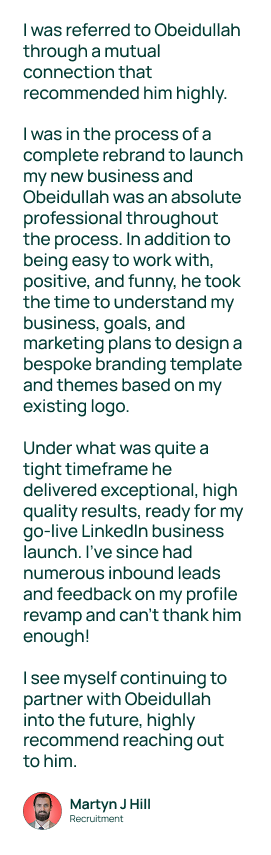 I was referred to Obeidullah
through a mutual
connection that
recommended him highly.
I was in the process of a
complete rebrand to launch
my new business and
Obeidullah was an absolute
professional throughout
the process. In addition to
being easy to work with,
positive, and funny, he took
the time to understand my
business, goals, and
marketing plans to design a
bespoke branding template
and themes based on my
existing logo.
Under what was quite a
tight timeframe he
delivered exceptional, high
quality results, ready for my
go-live LinkedIn business
launch. I've since had
numerous inbound leads
and feedback on my profile
revamp and can't thank him
enough!
I see myself continuing to
partner with Obeidullah
into the future, highly
recommend reaching out
to him.
Martyn J Hill
Recruitment